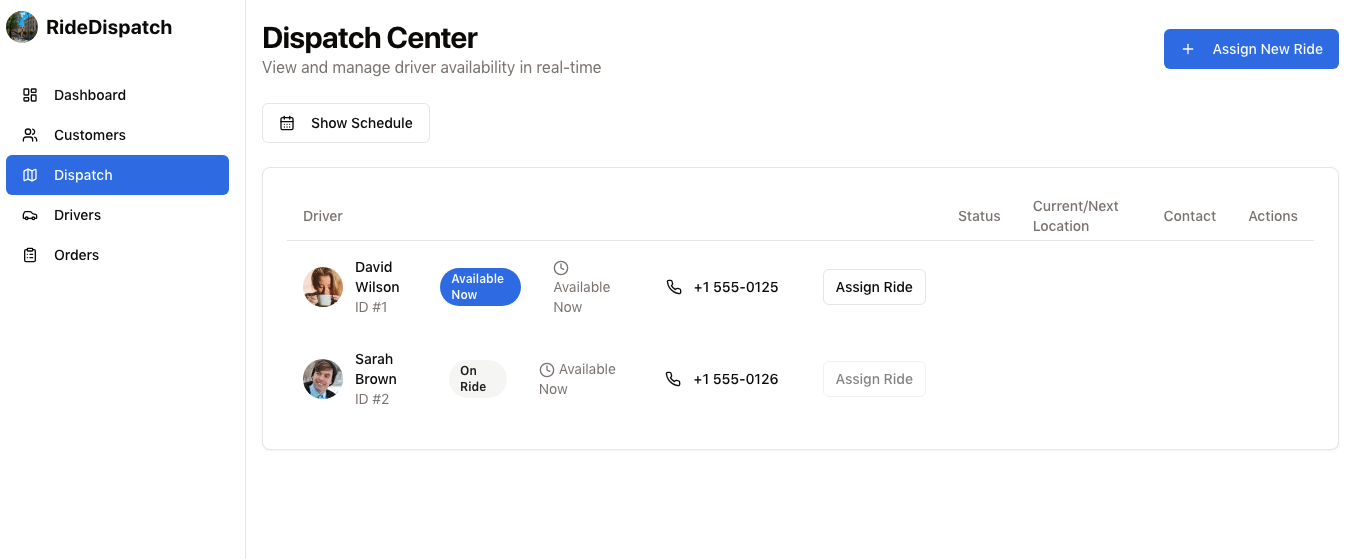 RideDispatch
Dashboard
Customers
Dispatch
Drivers
Orders
Dispatch Center
View and manage driver availability in real-time
Assign New Ride
Show Schedule
Driver
Status
Current/Next
Location
Contact
Actions
David
Wilson
ID #1
Available
Now
Available
Now
+1 555-0125
Assign Ride
Sarah
Brown
ID #2
On
Ride
Available
Now
+1 555-0126
Assign Ride